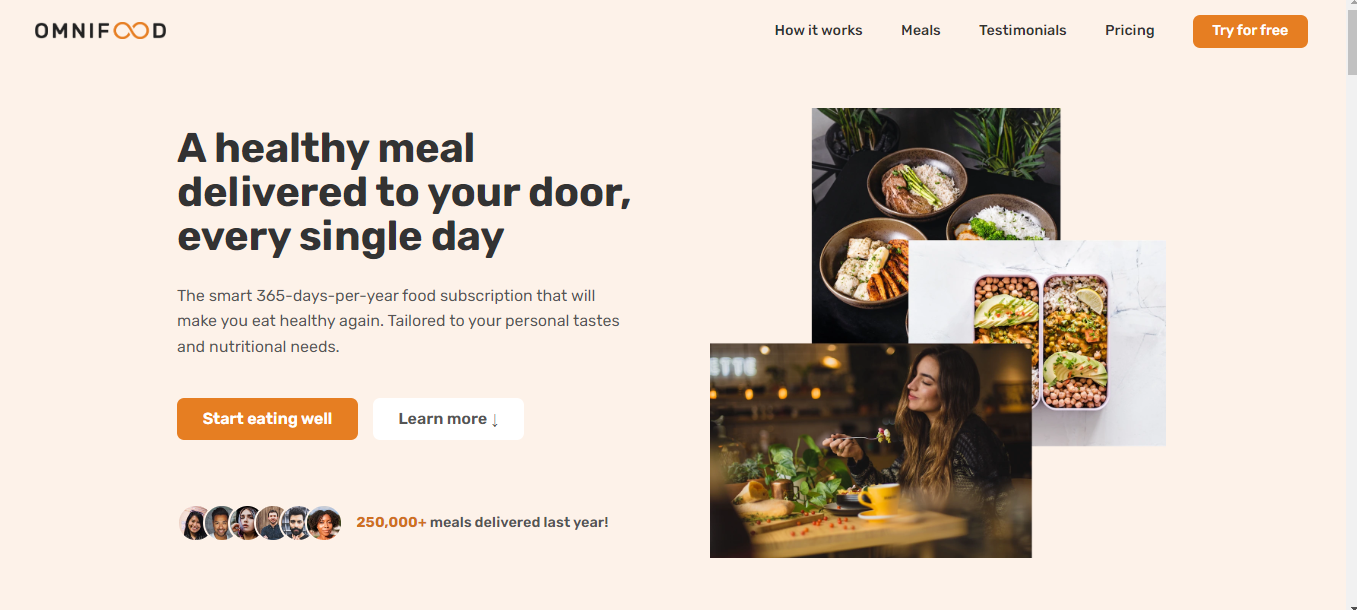 OMNIFOOD
How it works
Meals
Testimonials
Pricing
Try for free
A healthy meal
delivered to your door,
every single day
The smart 365-days-per-year food subscription that will
make you eat healthy again. Tailored to your personal tastes
and nutritional needs.
Start eating well
Learn more ↓
250,000+ meals delivered last year!